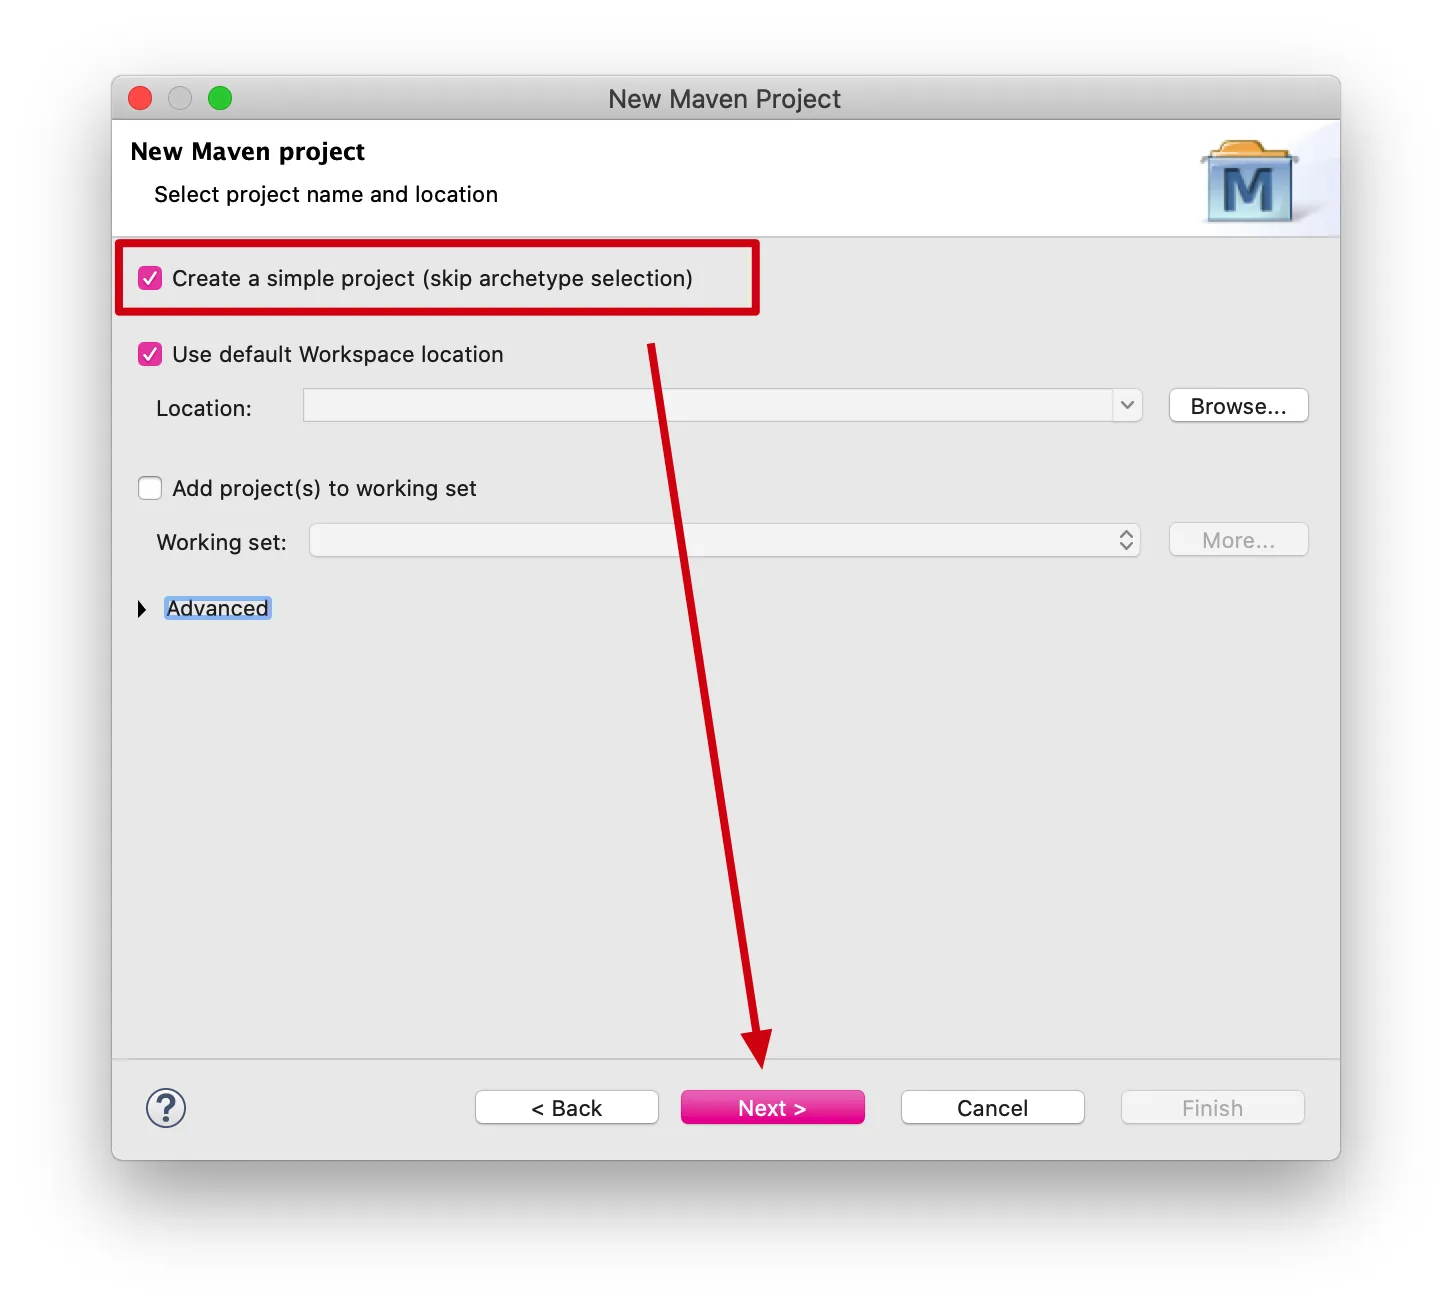 New Maven Project
New Maven project
Select project name and location
M
Create a simple project (skip archetype selection)
Use default Workspace location
Location:
Browse...
Add project(s) to working set
Working set:
More...
Advanced
?
< Back
Next >
Cancel
Finish